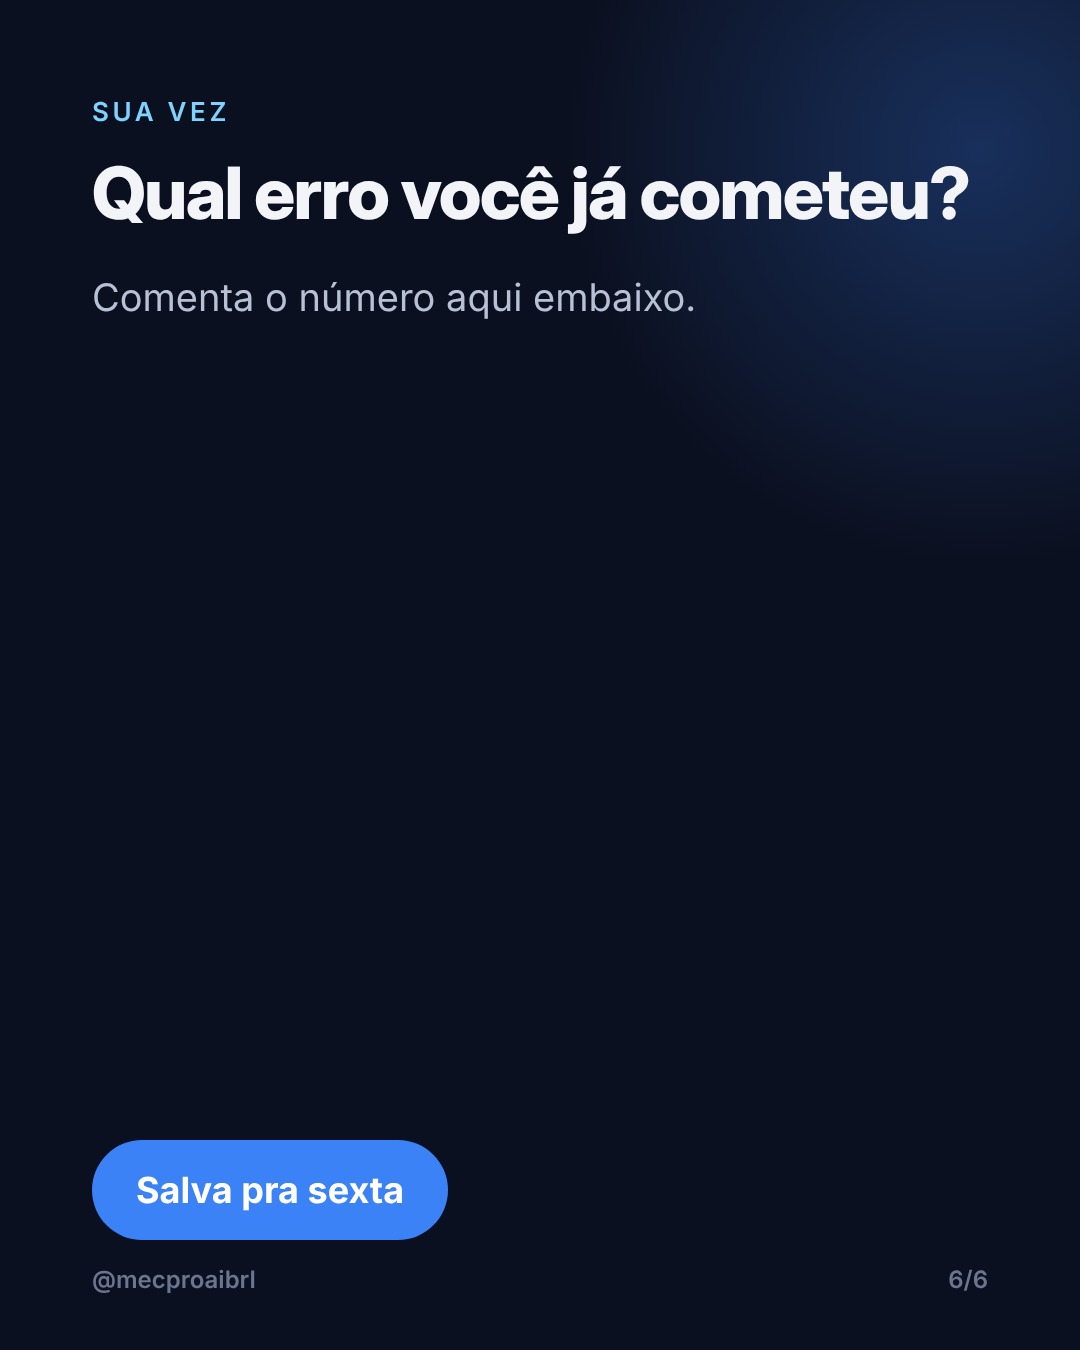 SUA VEZ
Qual erro você já cometeu?
Comenta o número aqui embaixo.
Salva pra sexta
@mecproaibrl
6/6